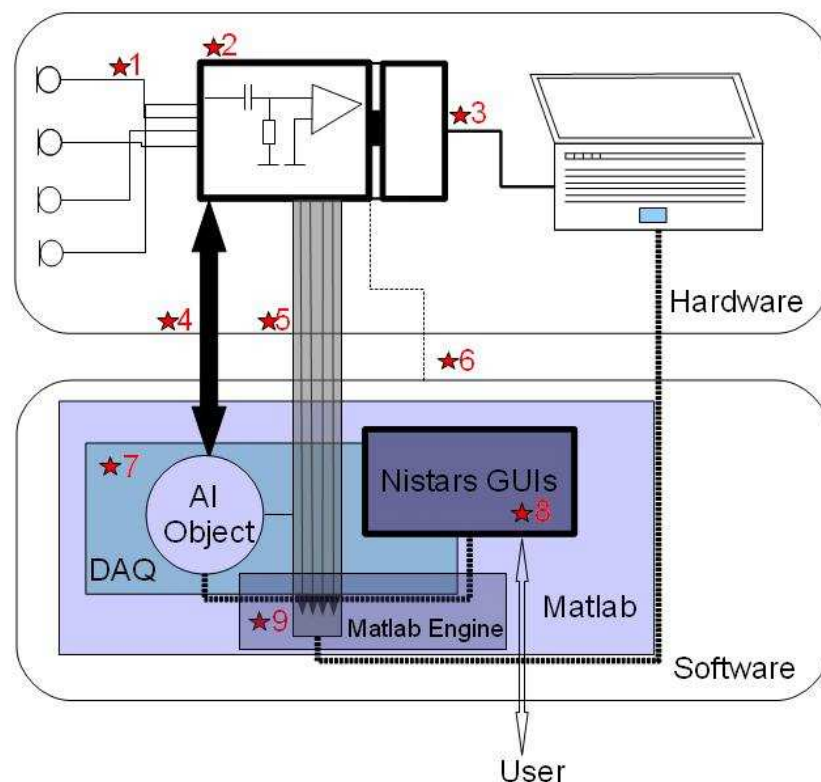 1
2
3
Hardware
4
5
6
7
Nistars GUIs
8
AI
Object
DAQ
Matlab
9
Matlab Engine
Software
User